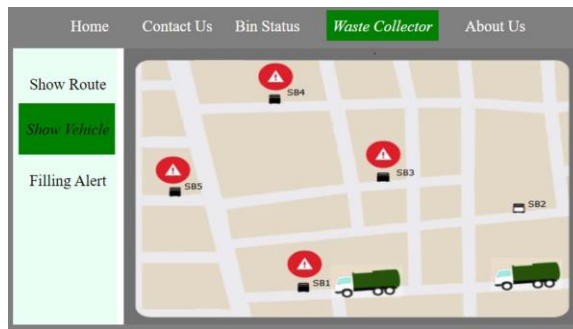 Home Contact Us Bin Status Waste Collector About Us
Show Route
Show Vehicle
Filling Alert
SB4
SB3
SB5
SB2
SB1